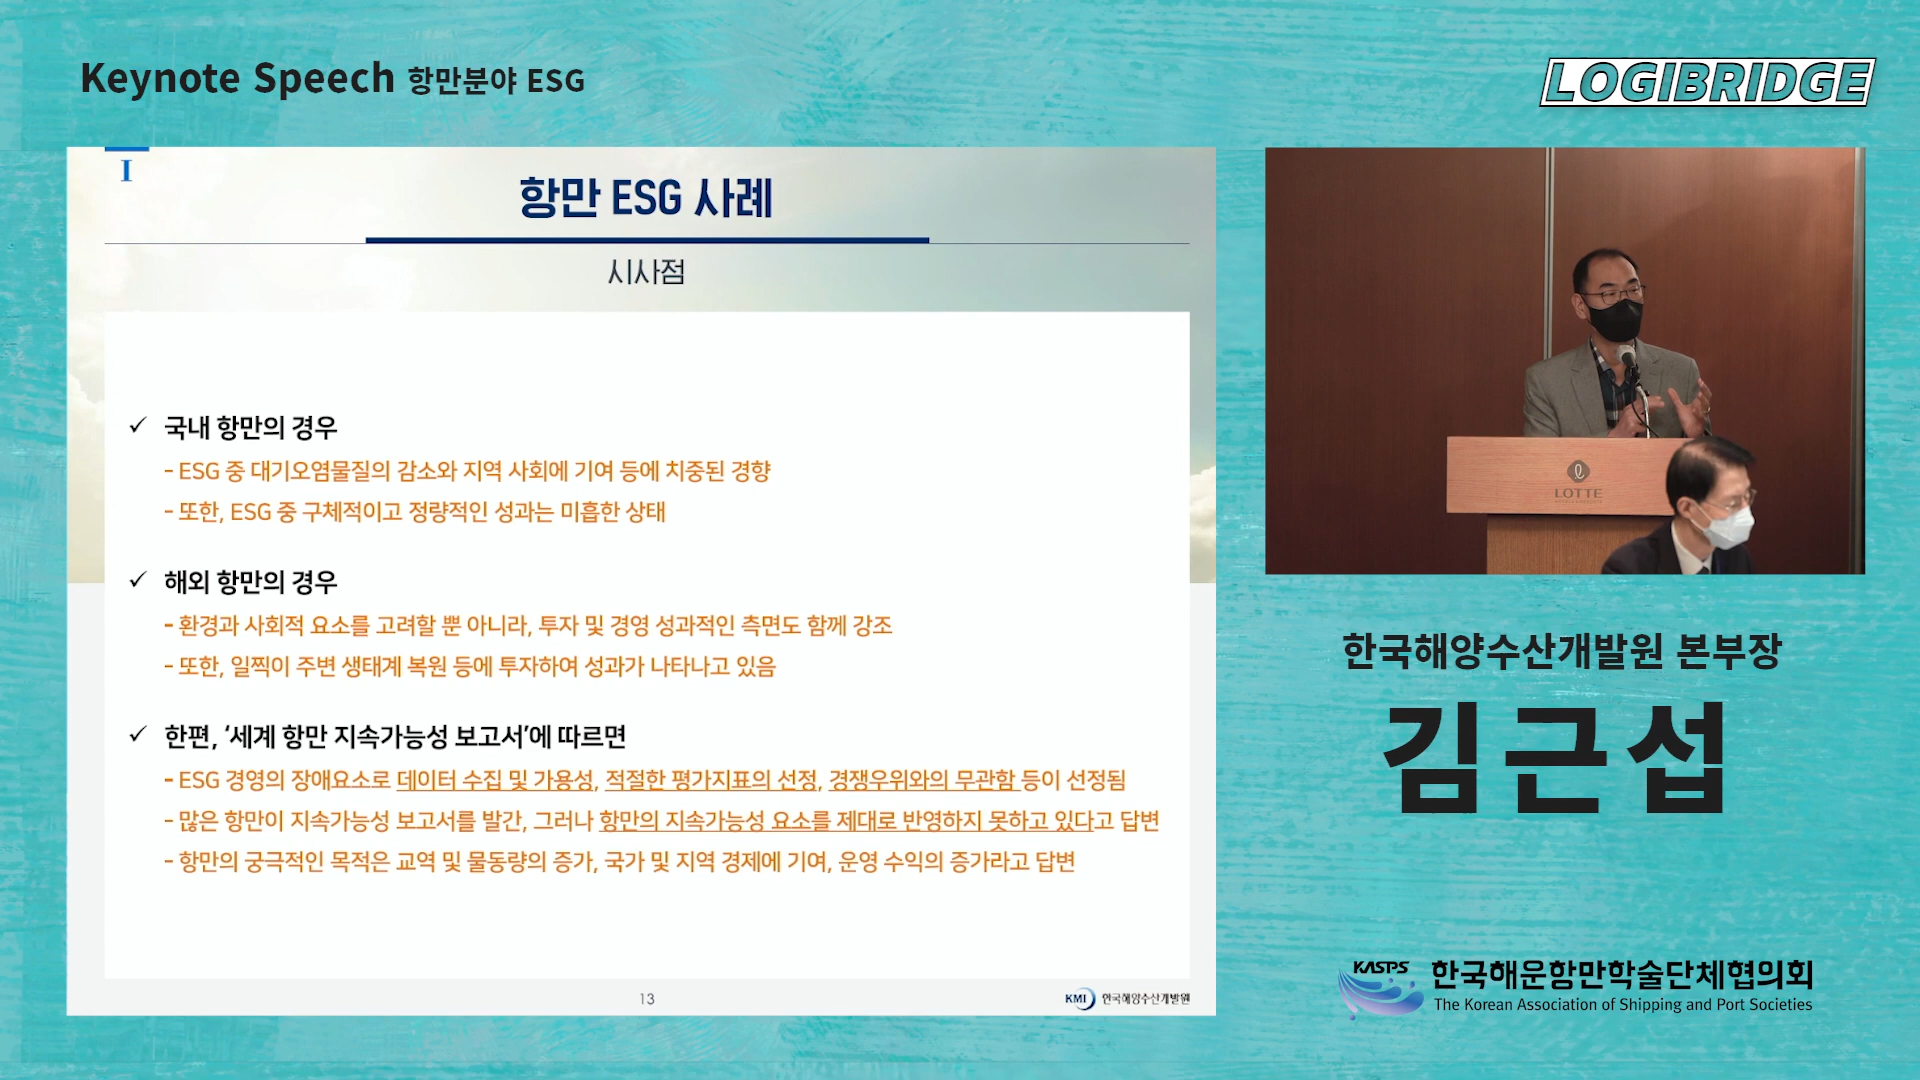 Keynote Speech 항만분야 ESG
LOGIBRIDGE
I
항만 ESG 사례
시사점
✓ 국내 항만의 경우
- ESG 중 대기오염물질의 감소와 지역 사회에 기여 등에 치중된 경향
- 또한, ESG 중 구체적이고 정량적인 성과는 미흡한 상태
✓ 해외 항만의 경우
- 환경과 사회적 요소를 고려할 뿐 아니라, 투자 및 경영 성과적인 측면도 함께 강조
- 또한, 일찍이 주변 생태계 복원 등에 투자하여 성과가 나타나고 있음
✓ 한편, ‘세계 항만 지속가능성 보고서’에 따르면
- ESG 경영의 장애요소로 데이터 수집 및 가용성, 적절한 평가지표의 선정, 경쟁우위와의 무관함 등이 선정됨
- 많은 항만이 지속가능성 보고서를 발간, 그러나 항만의 지속가능성 요소를 제대로 반영하지 못하고 있다고 답변
- 항만의 궁극적인 목적은 교역 및 물동량의 증가, 국가 및 지역 경제에 기여, 운영 수익의 증가라고 답변
13
KMI 한국해양수산개발원
LOTTE
한국해양수산개발원 본부장
김근섭
KASPS 한국해운항만학술단체협의회
The Korean Association of Shipping and Port Societies